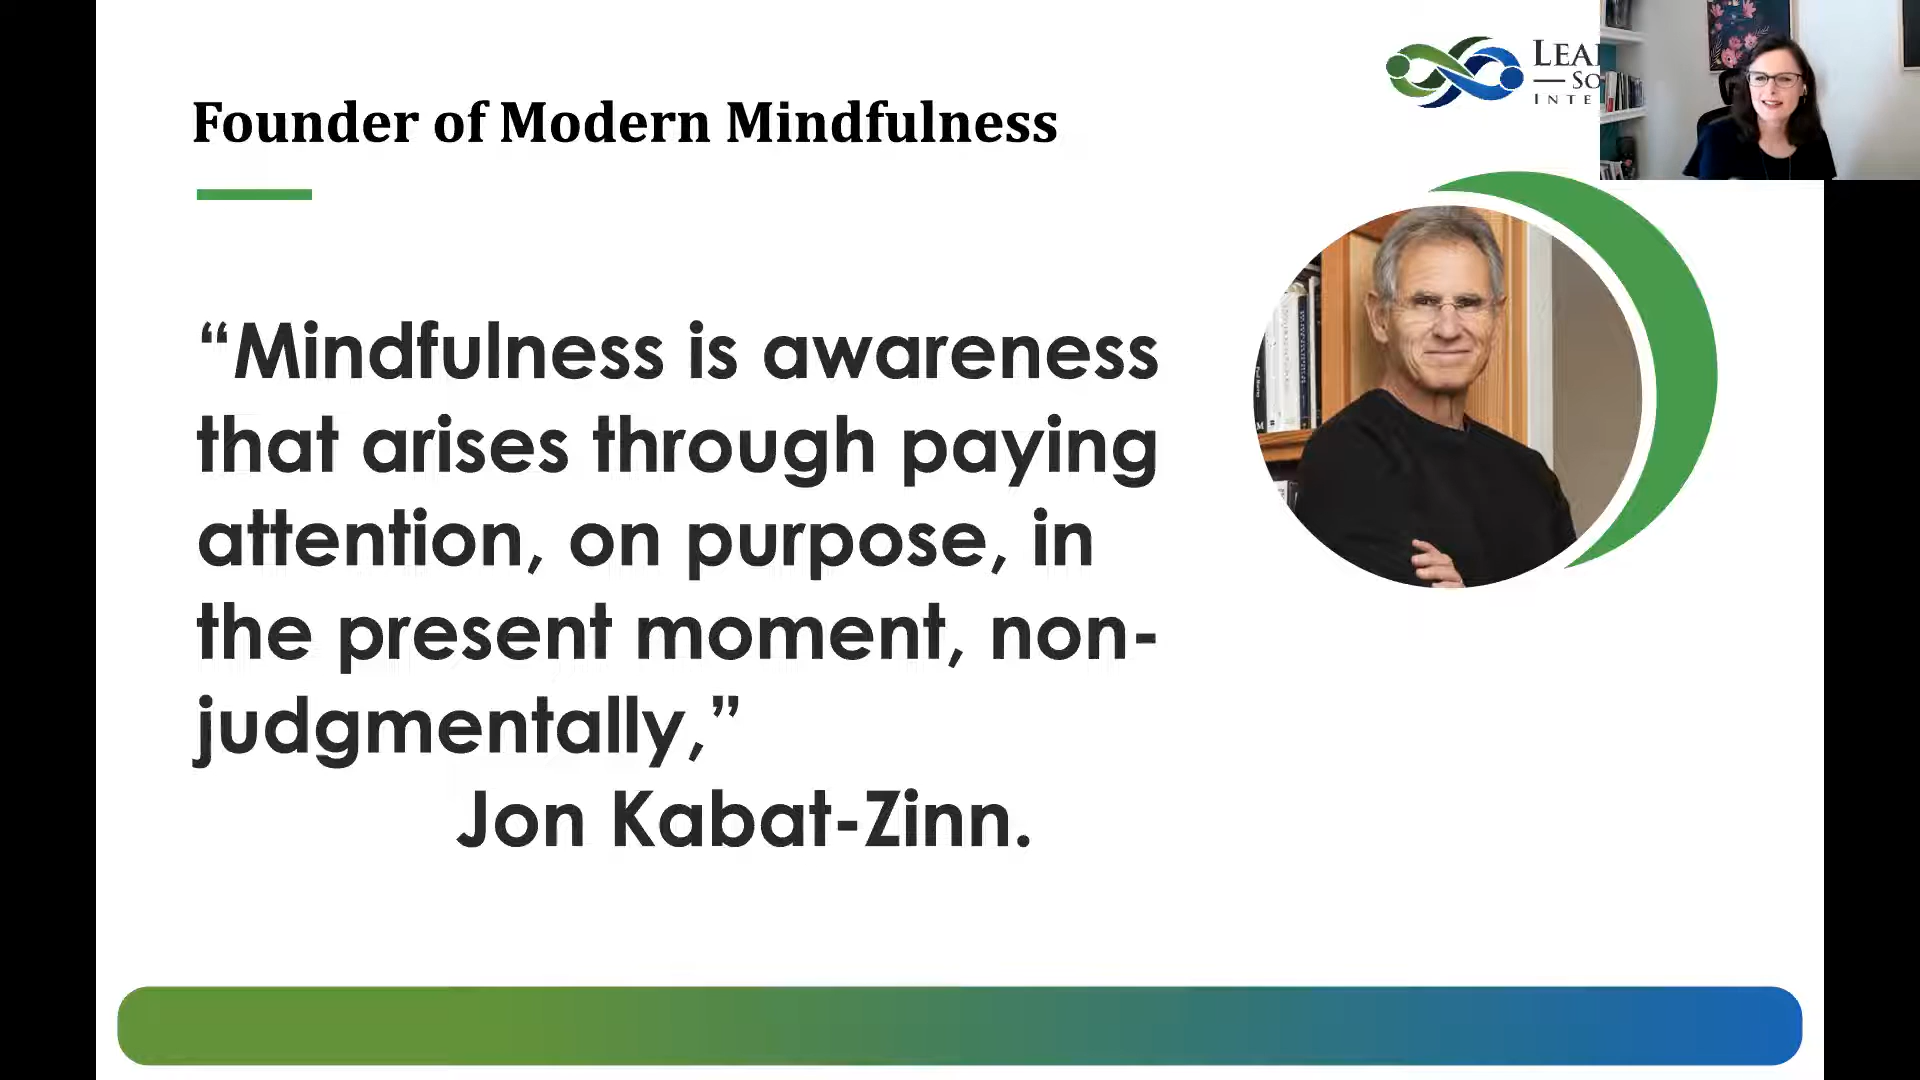 Founder of Modern Mindfulness
“Mindfulness is awareness
that arises through paying
attention, on purpose, in
the present moment, non-
judgmentally,”
Jon Kabat-Zinn.